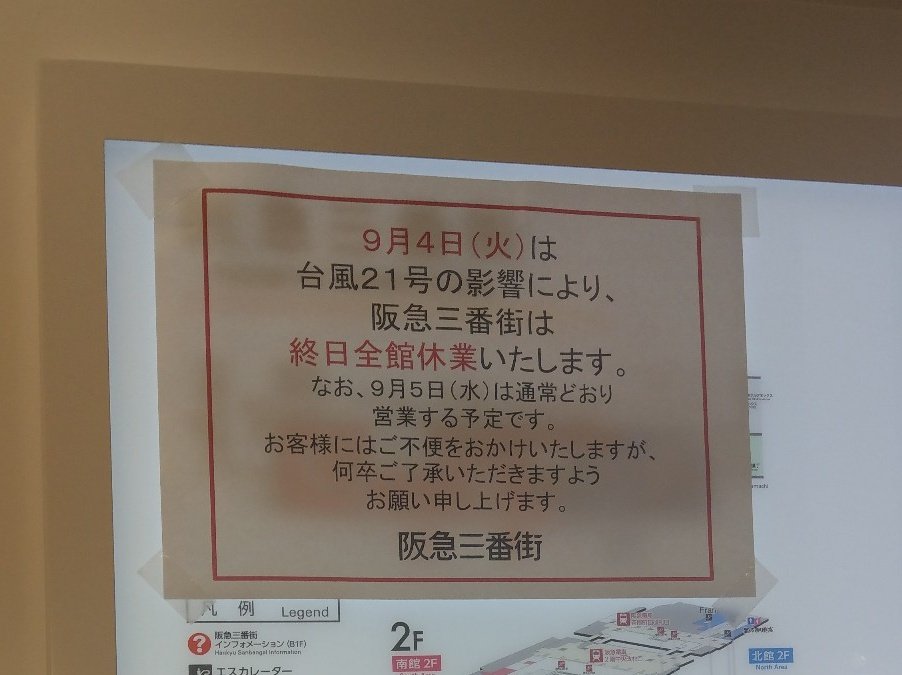 9月4日(火)は
台風21号の影響により、
阪急三番街は
終日全館休業いたします。
なお、9月5日(水)は通常どおり
営業する予定です。
お客様にはご不便をおかけいたしますが、
何卒ご了承いただきますよう
お願い申し上げます。
阪急三番街
凡例 Legend
阪急三番街
インフォメーション(B1F)
Hankyu Sanbangai Information
エスカレーター
2F
南館 2F
北館 2F
North Area